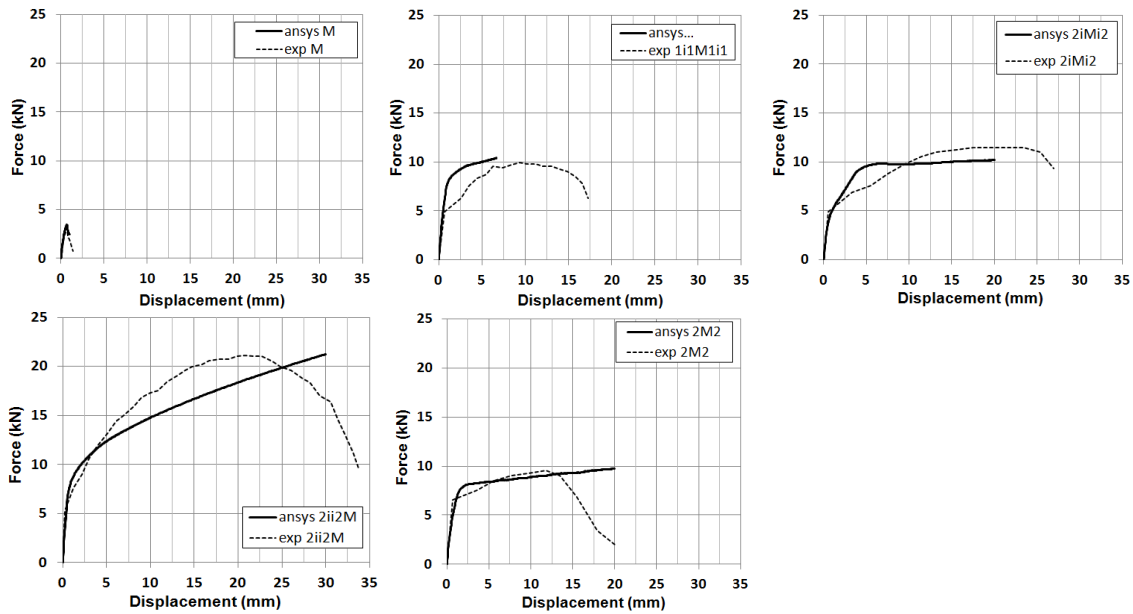 ansys M
exp M
Force (kN)
25
20
15
10
5
0
0 5 10 15 20 25 30 35
Displacement (mm)
ansys...
exp 1i1M1i1
Force (kN)
25
20
15
10
5
0
0 5 10 15 20 25 30 35
Displacement (mm)
ansys 2iMi2
exp 2iMi2
Force (kN)
25
20
15
10
5
0
0 5 10 15 20 25 30 35
Displacement (mm)
Force (kN)
25
20
15
10
5
0
ansys 2ii2M
exp 2ii2M
0 5 10 15 20 25 30 35
Displacement (mm)
ansys 2M2
exp 2M2
Force (kN)
25
20
15
10
5
0
0 5 10 15 20 25 30 35
Displacement (mm)